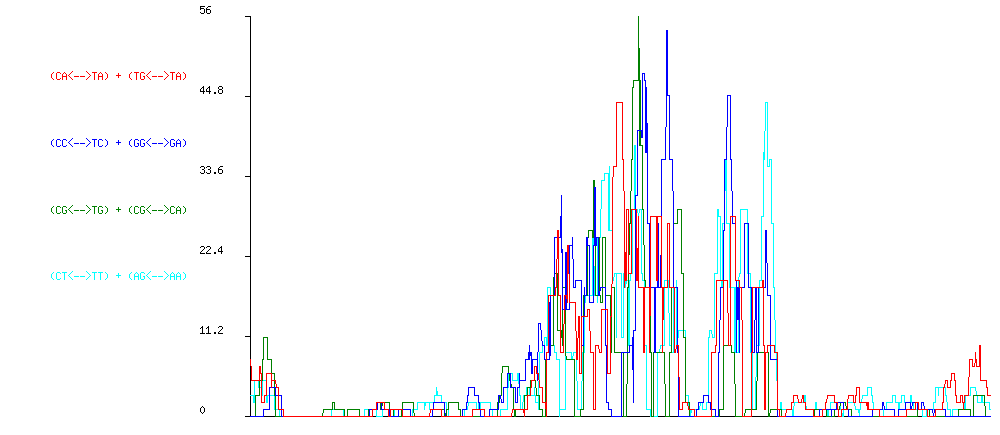 56
(CA<-->TA) + (TG<-->TA)
44.8
(CC<-->TC) + (GG<-->GA)
33.6
(CG<-->TG) + (CG<-->CA)
22.4
(CT<-->TT) + (AG<-->AA)
11.2
0